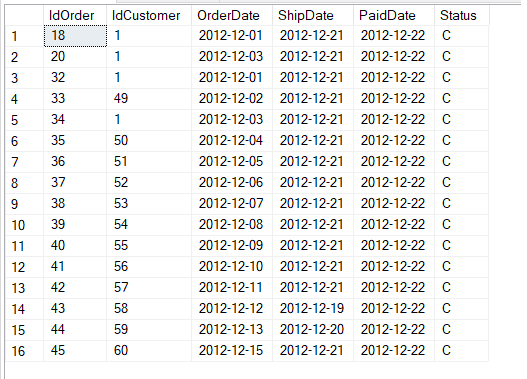 IdOrder IdCustomer OrderDate ShipDate PaidDate Status
1 18 1 2012-12-01 2012-12-21 2012-12-22 C
2 20 1 2012-12-03 2012-12-21 2012-12-22 C
3 32 1 2012-12-01 2012-12-21 2012-12-22 C
4 33 49 2012-12-02 2012-12-21 2012-12-22 C
5 34 1 2012-12-03 2012-12-21 2012-12-22 C
6 35 50 2012-12-04 2012-12-21 2012-12-22 C
7 36 51 2012-12-05 2012-12-21 2012-12-22 C
8 37 52 2012-12-06 2012-12-21 2012-12-22 C
9 38 53 2012-12-07 2012-12-21 2012-12-22 C
10 39 54 2012-12-08 2012-12-21 2012-12-22 C
11 40 55 2012-12-09 2012-12-21 2012-12-22 C
12 41 56 2012-12-10 2012-12-21 2012-12-22 C
13 42 57 2012-12-11 2012-12-21 2012-12-22 C
14 43 58 2012-12-12 2012-12-19 2012-12-22 C
15 44 59 2012-12-13 2012-12-20 2012-12-22 C
16 45 60 2012-12-15 2012-12-21 2012-12-22 C